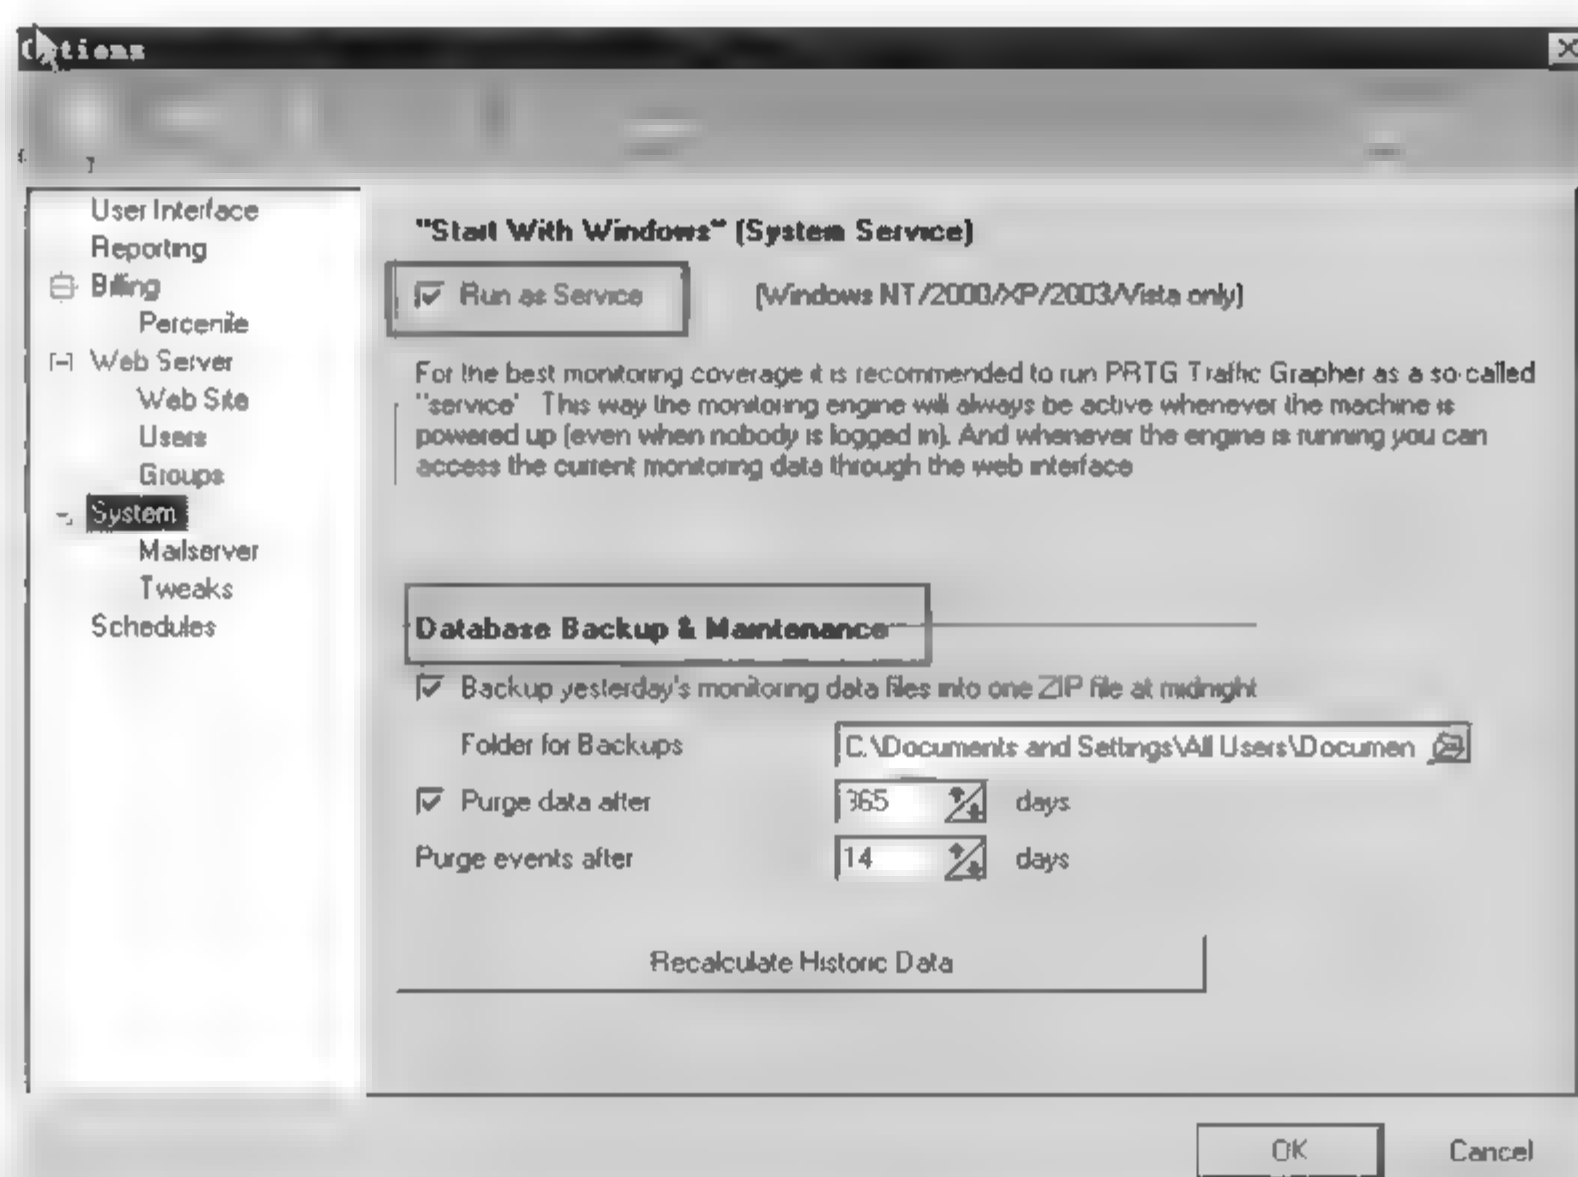 Options
User Interface
Reporting
Billing
Percentile
Web Server
Web Site
Users
Groups
System
Mailserver
Tweaks
Schedules
"Start With Windows" (System Service)
Run as Service (Windows NT/2000/XP/2003/Vista only)
For the best monitoring coverage it is recommended to run PRTG Traffic Grapher as a so-called
"service". This way the monitoring engine will always be active whenever the machine is
powered up (even when nobody is logged in). And whenever the engine is running you can
access the current monitoring data through the web interface
Database Backup & Maintenance
Backup yesterday's monitoring data files into one ZIP file at midnight
Folder for Backups C:\Documents and Settings\All Users\Documen
Purge data after 365 days
Purge events after 14 days
Recalculate Historic Data
OK Cancel